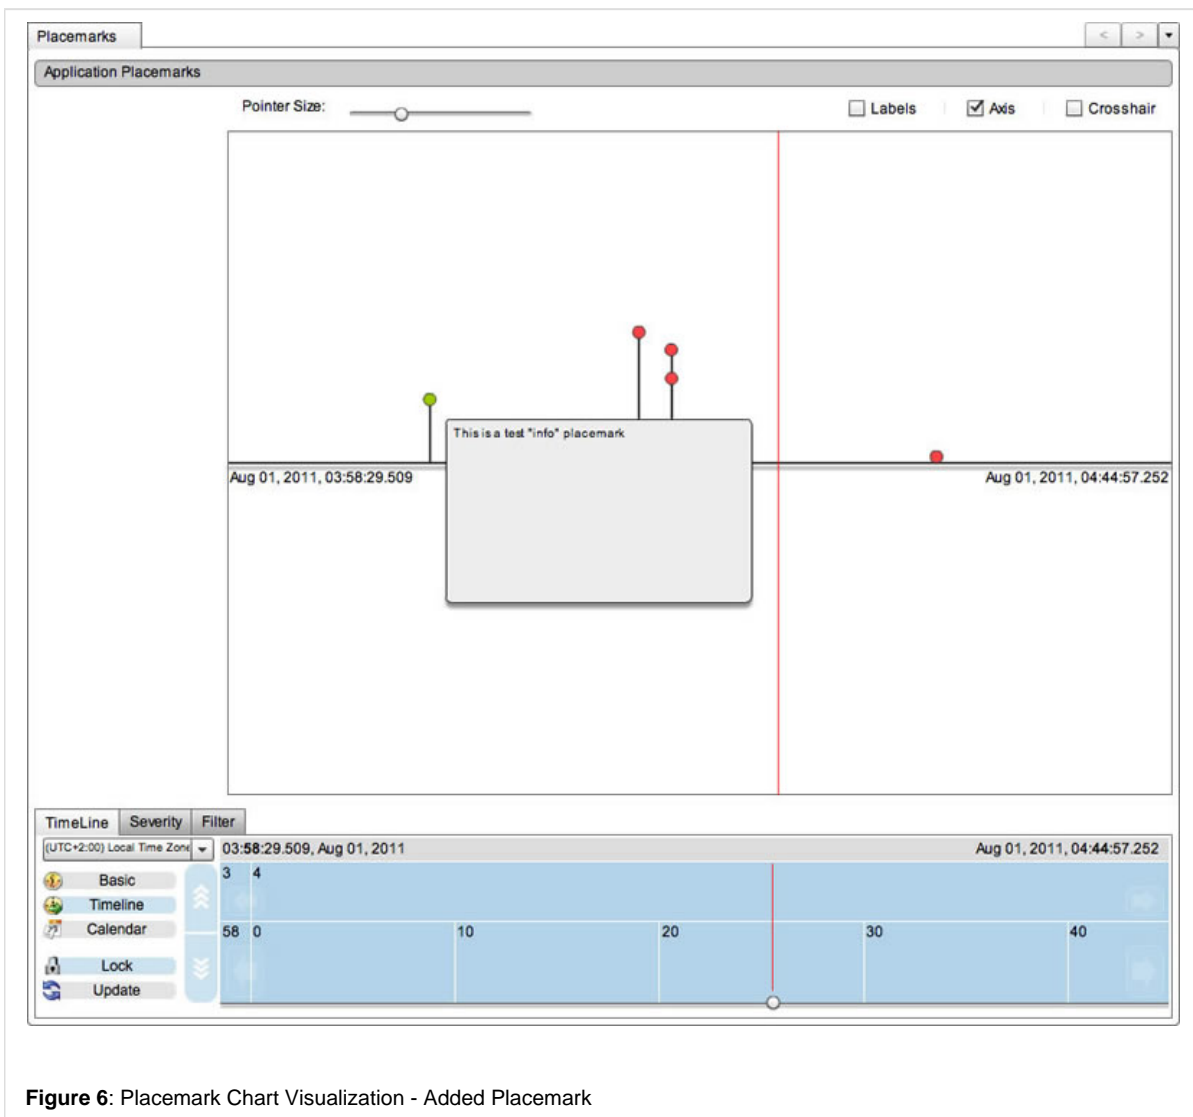 Placemarks
< >
Application Placemarks
Pointer Size: Labels Axis Crosshair
This is a test "info" placemark
Aug 01, 2011, 03:58:29.509 Aug 01, 2011, 04:44:57.252
TimeLine Severity Filter
(UTC+2:00) Local Time Zone 03:58:29.509, Aug 01, 2011 Aug 01, 2011, 04:44:57.252
Basic 3 4
Timeline
Calendar 58 0 10 20 30 40
Lock
Update
Figure 6: Placemark Chart Visualization - Added Placemark